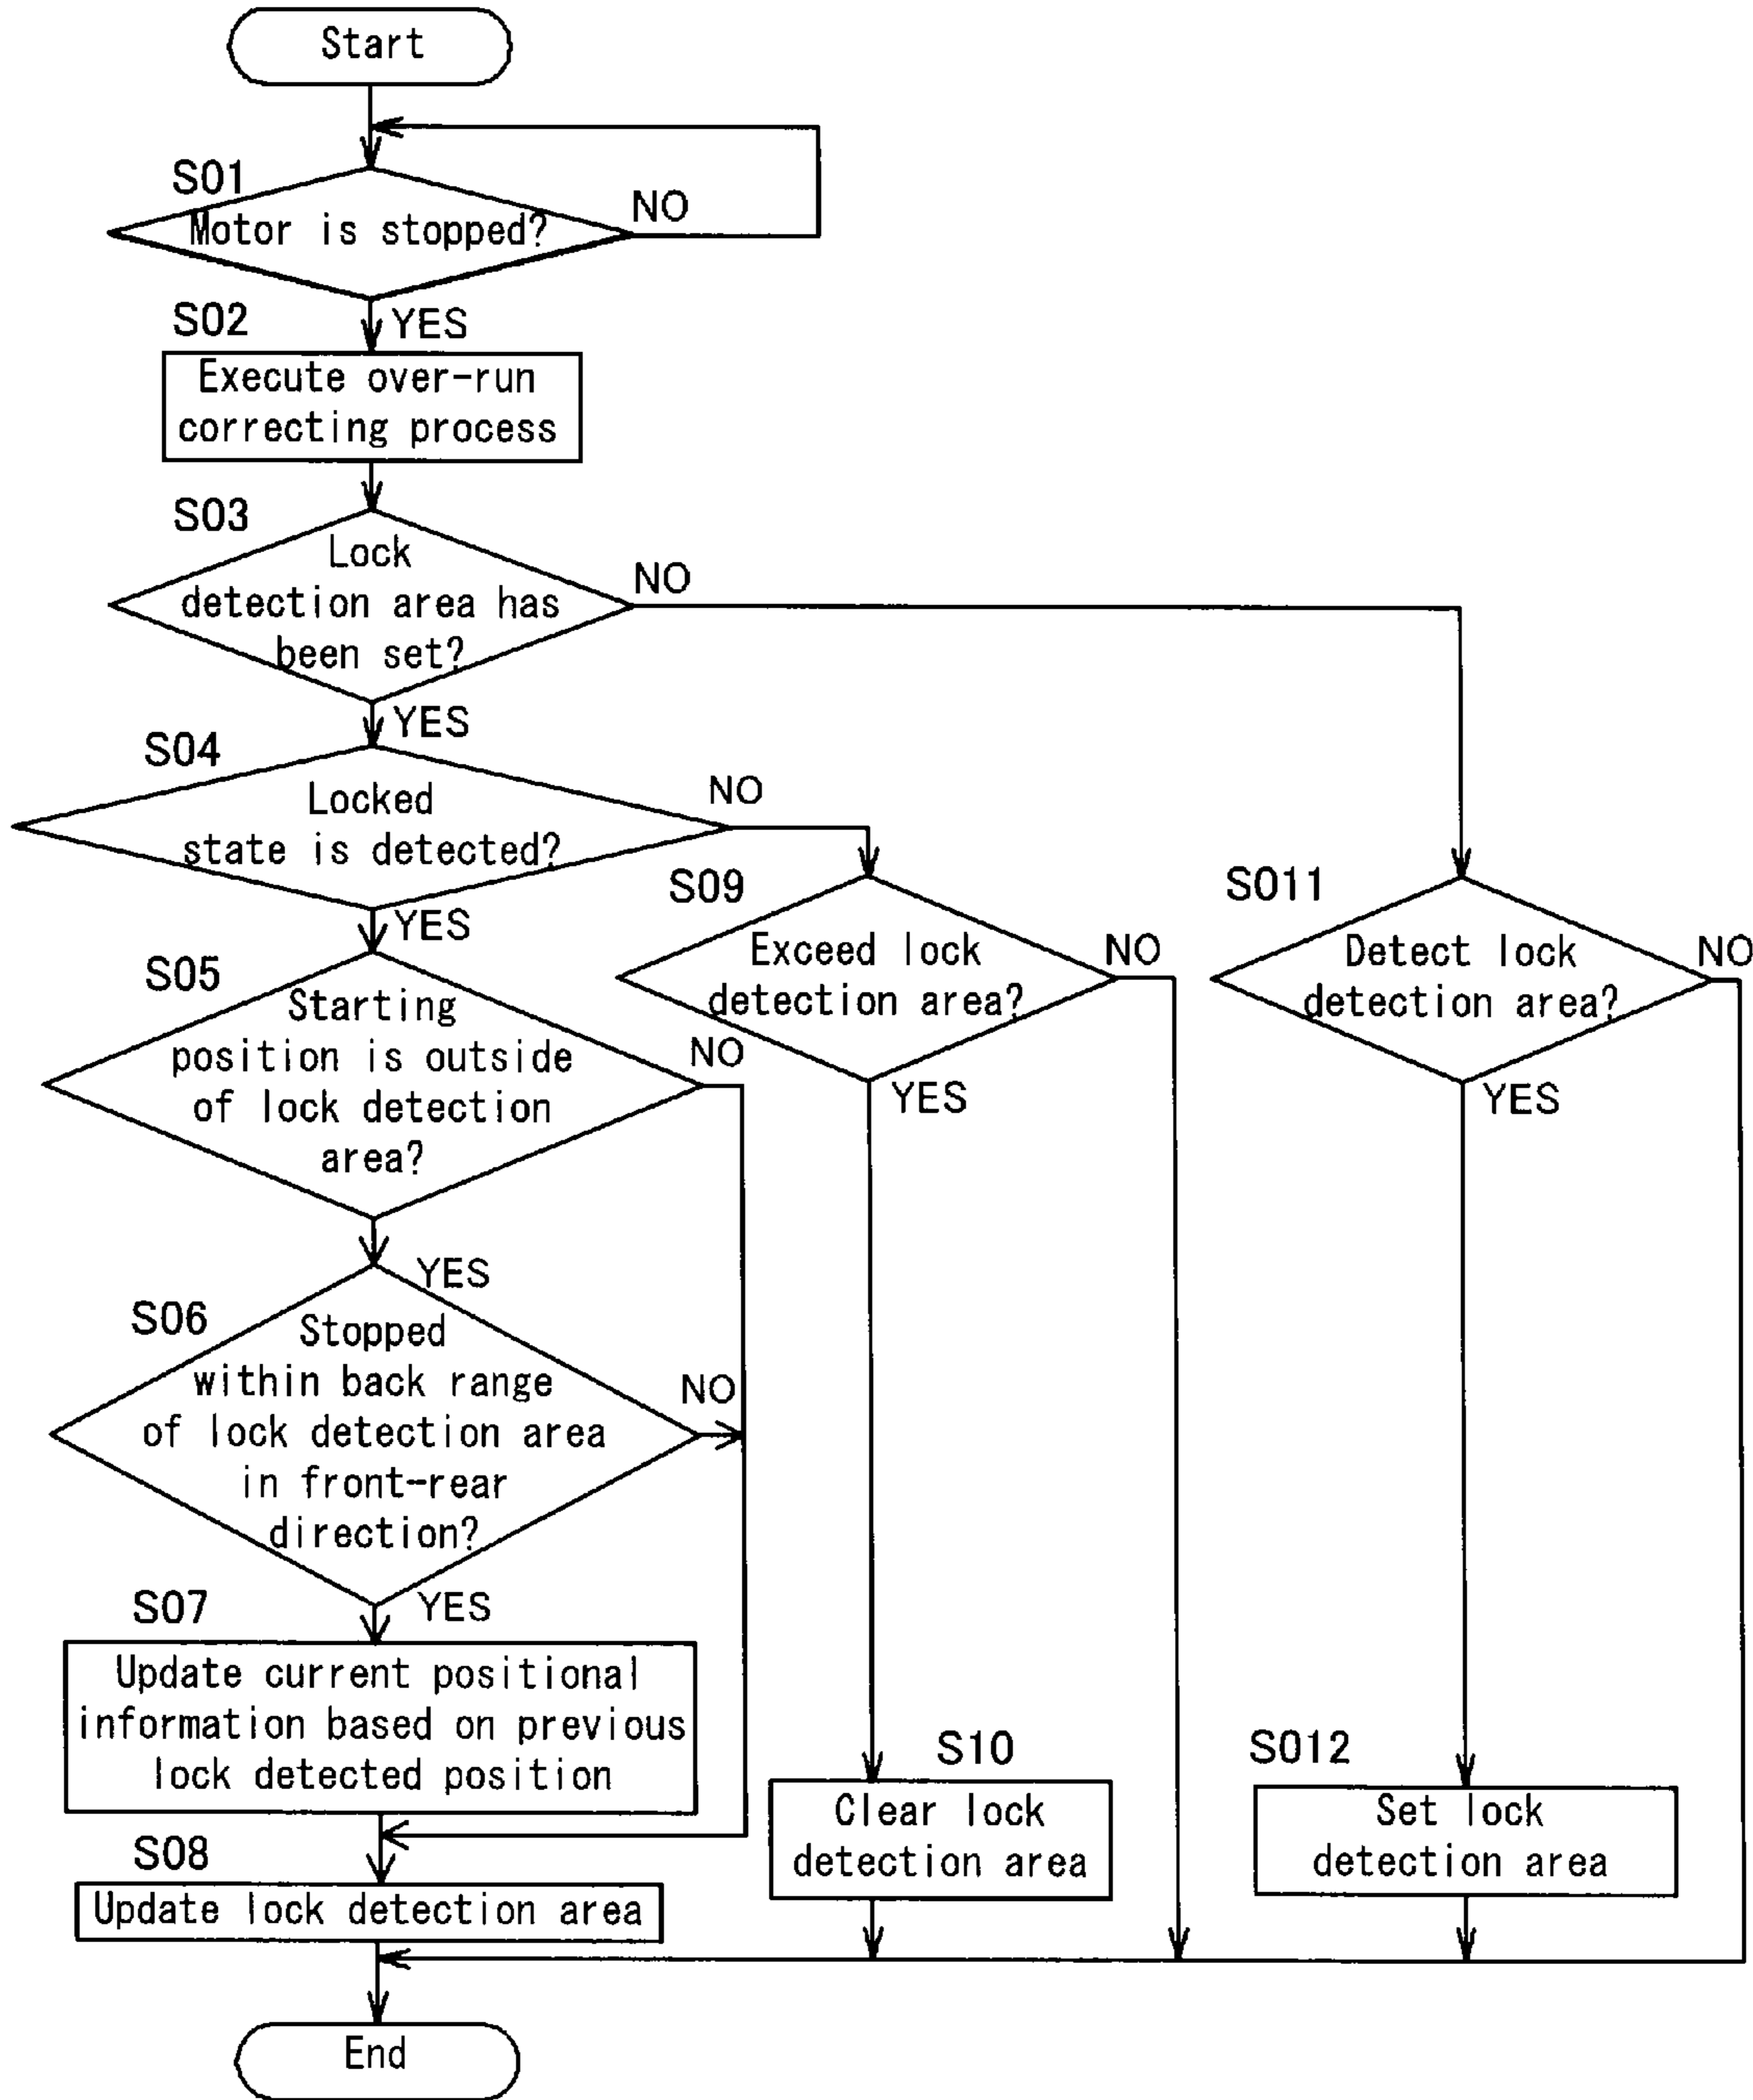 Start
S01
Motor is stopped?
NO
YES
S02
Execute over-run
correcting process
S03
Lock
detection area has
been set?
NO
YES
S04
Locked
state is detected?
NO
YES
S05
Starting
position is outside
of lock detection
area?
NO
YES
S06
Stopped
within back range
of lock detection area
in front-rear
direction?
NO
YES
S07
Update current positional
information based on previous
lock detected position
S08
Update lock detection area
S09
Exceed lock
detection area?
NO
YES
S10
Clear lock
detection area
S011
Detect lock
detection area?
NO
YES
S012
Set lock
detection area
End